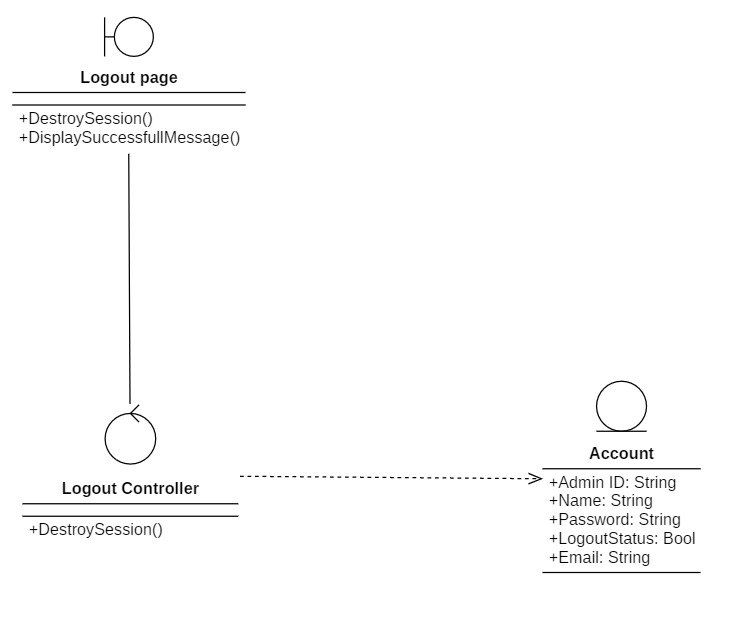 Logout page
+DestroySession()
+DisplaySuccessfullMessage()
Logout Controller
+DestroySession()
Account
+Admin ID: String
+Name: String
+Password: String
+LogoutStatus: Bool
+Email: String